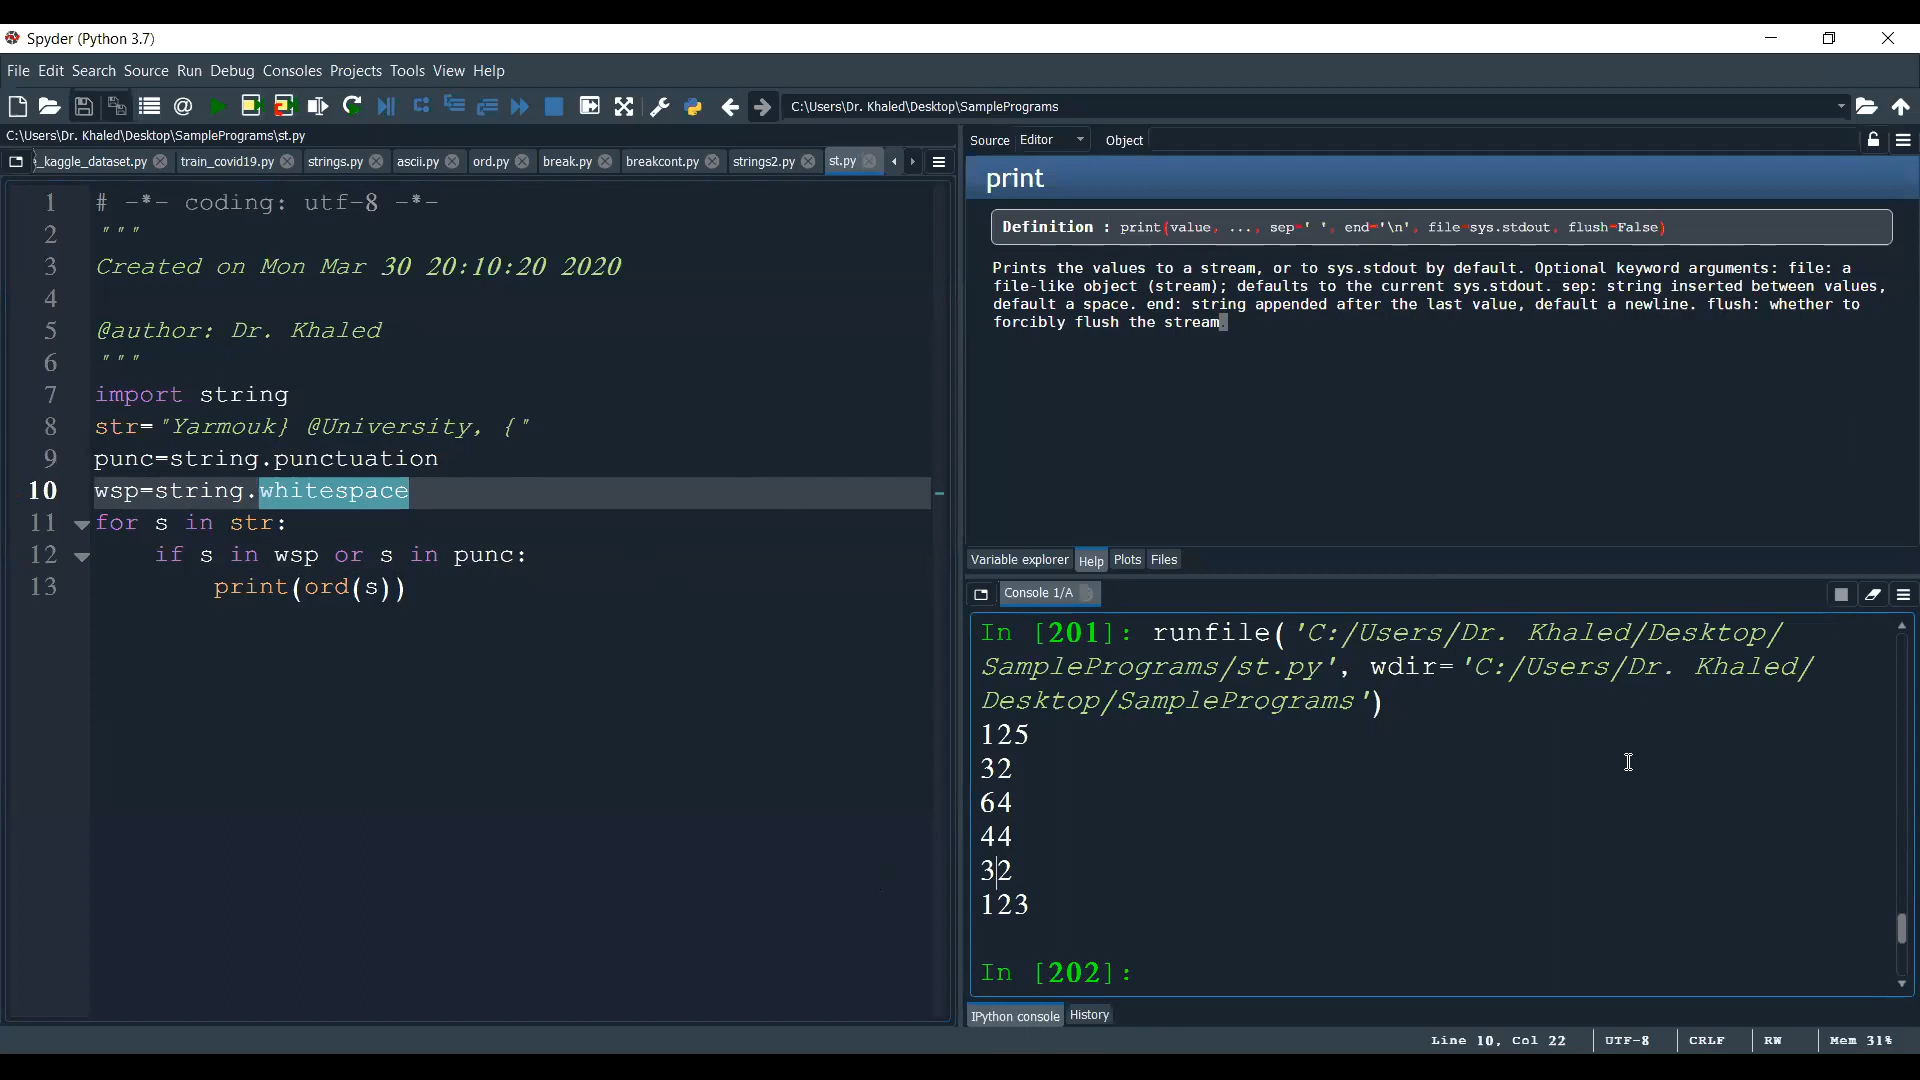 Spyder (Python 3.7)
File Edit Search Source Run Debug Consoles Projects Tools View Help
C:\Users\Dr. Khaled\Desktop\SamplePrograms
C:\Users\Dr. Khaled\Desktop\SamplePrograms\st.py
_kaggle_dataset.py train_covid19.py strings.py ascii.py ord.py break.py breakcont.py strings2.py st.py
1 # -*- coding: utf-8 -*-
2 """
3 Created on Mon Mar 30 20:10:20 2020
4
5 @author: Dr. Khaled
6 """
7 import string
8 str="Yarmouk} @University, {"
9 punc=string.punctuation
10 wsp=string.whitespace
11 for s in str:
12     if s in wsp or s in punc:
13         print(ord(s))
Source Editor Object
print
Definition : print(value, ..., sep=' ', end='\n', file=sys.stdout, flush=False)
Prints the values to a stream, or to sys.stdout by default. Optional keyword arguments: file: a
file-like object (stream); defaults to the current sys.stdout. sep: string inserted between values,
default a space. end: string appended after the last value, default a newline. flush: whether to
forcibly flush the stream.
Variable explorer Help Plots Files
Console 1/A
In [201]: runfile('C:/Users/Dr. Khaled/Desktop/
SamplePrograms/st.py', wdir='C:/Users/Dr. Khaled/
Desktop/SamplePrograms')
125
32
64
44
32
123
In [202]:
IPython console History
Line 10, Col 22 UTF-8 CRLF RW Mem 31%